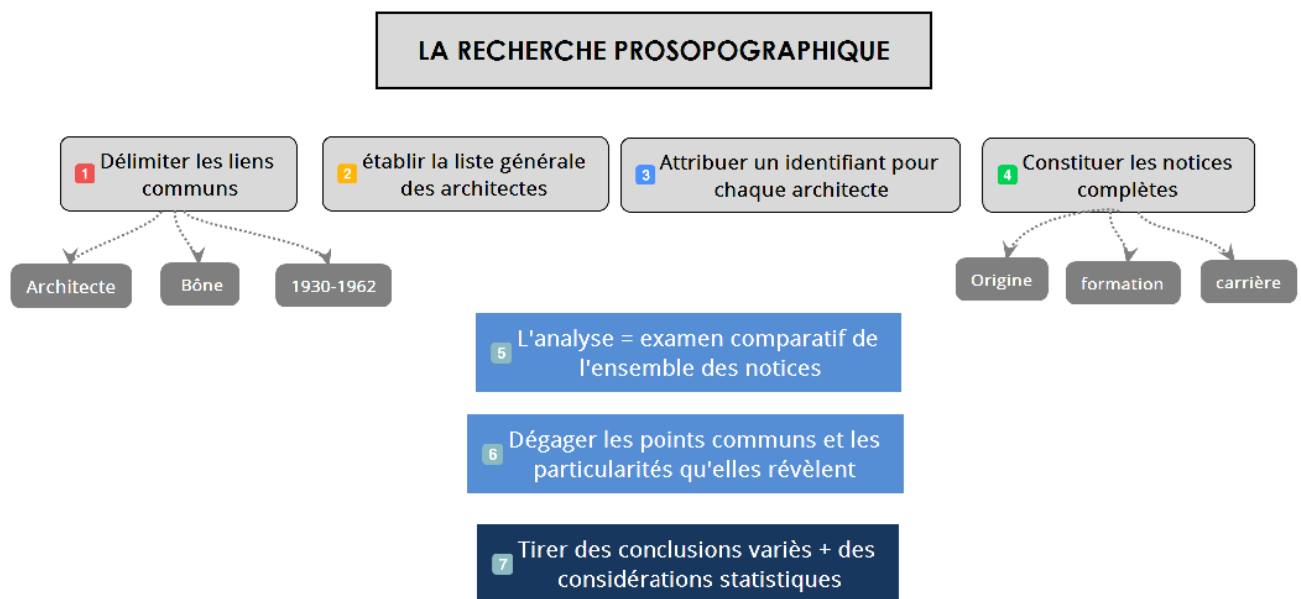 LA RECHERCHE PROSOPOGRAPHIQUE
1 Délimiter les liens
communs
2 établir la liste générale
des architectes
3 Attribuer un identifiant pour
chaque architecte
4 Constituer les notices
complètes
Architecte
Bône
1930-1962
Origine
formation
carrière
5 L'analyse = examen comparatif de
l'ensemble des notices
6 Dégager les points communs et les
particularités qu'elles révèlent
7 Tirer des conclusions variès + des
considérations statistiques